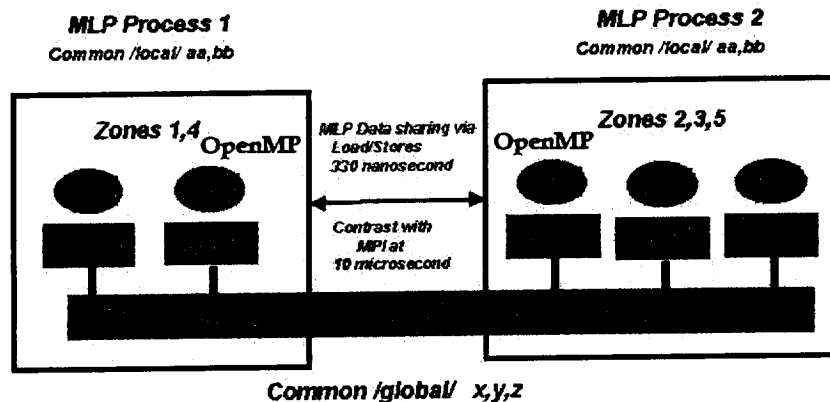 MLP Process 1
Common /local/ aa,bb
MLP Process 2
Common /local/ aa,bb
Zones 1,4
OpenMP
MLP Data sharing via
Load/Stores
330 nanosecond
Contrast with
MPI at
10 microsecond
OpenMP
Zones 2,3,5
Common /global/ x,y,z